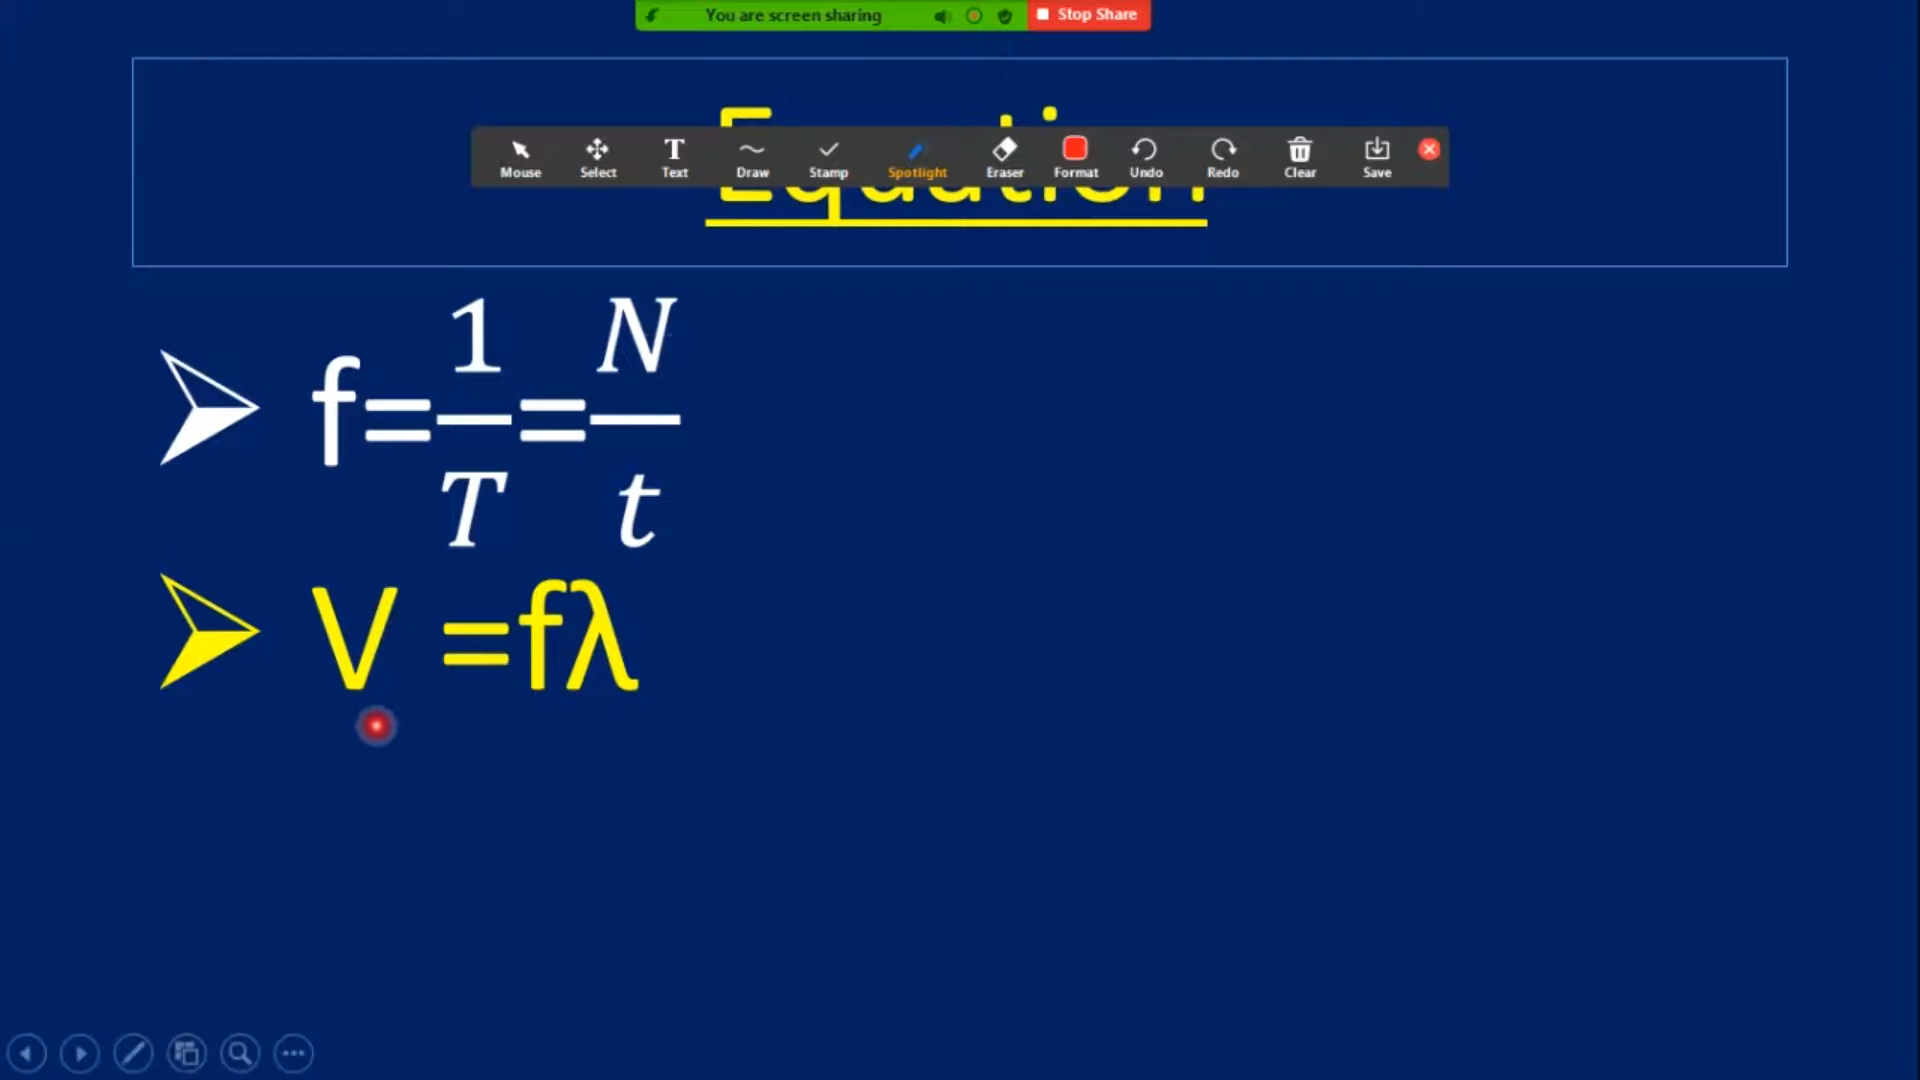 You are screen sharing Stop Share
Equation
Mouse Select Text Draw Stamp Spotlight Eraser Format Undo Redo Clear Save
f=1/T=N/t
V =fλ